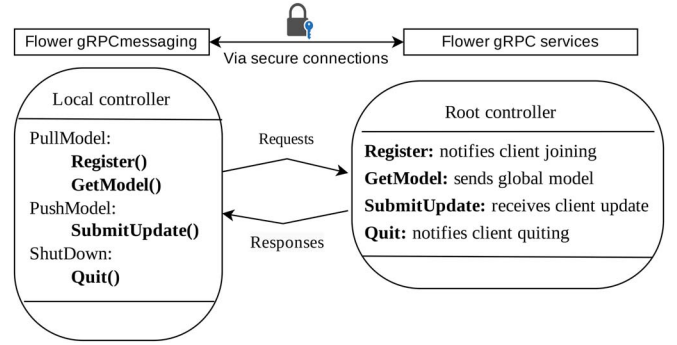 Flower gRPCmessaging
Flower gRPC services
Via secure connections
Local controller
PullModel:
Register()
GetModel()
PushModel:
SubmitUpdate()
ShutDown:
Quit()
Requests
Responses
Root controller
Register: notifies client joining
GetModel: sends global model
SubmitUpdate: receives client update
Quit: notifies client quiting